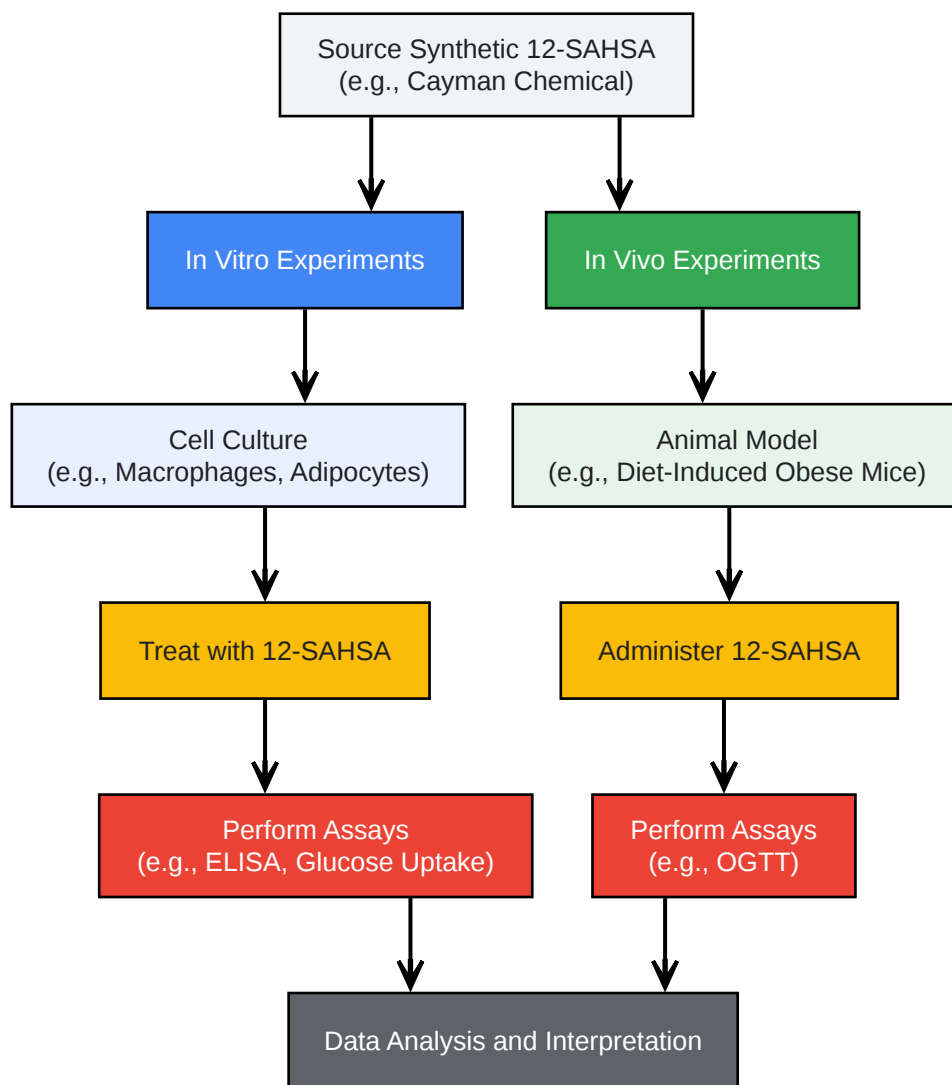 Source Synthetic 12-SAHSA
(e.g., Cayman Chemical)
In Vitro Experiments
In Vivo Experiments
Cell Culture
(e.g., Macrophages, Adipocytes)
Animal Model
(e.g., Diet-Induced Obese Mice)
Treat with 12-SAHSA
Administer 12-SAHSA
Perform Assays
(e.g., ELISA, Glucose Uptake)
Perform Assays
(e.g., OGTT)
Data Analysis and Interpretation